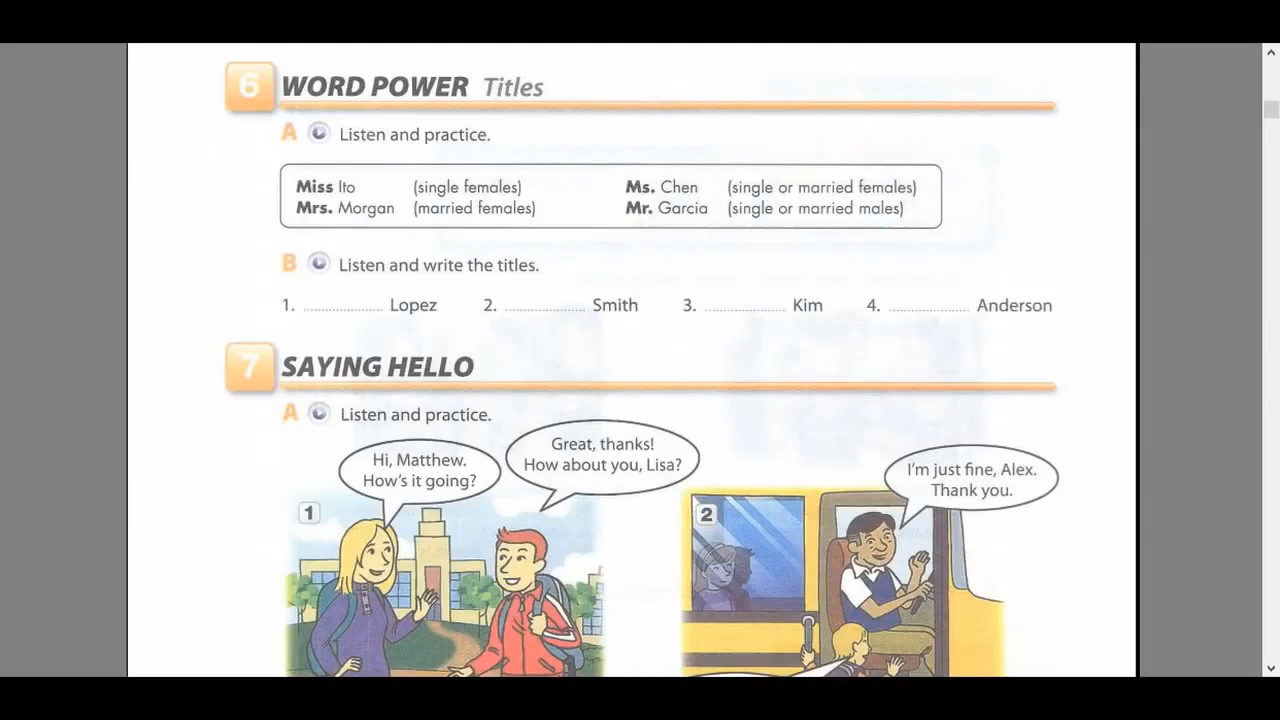 6 WORD POWER Titles
A Listen and practice.
Miss Ito (single females) Ms. Chen (single or married females)
Mrs. Morgan (married females) Mr. Garcia (single or married males)
B Listen and write the titles.
1. .................... Lopez 2. .................... Smith 3. .................... Kim 4. .................... Anderson
7 SAYING HELLO
A Listen and practice.
Hi, Matthew.
How's it going?
Great, thanks!
How about you, Lisa?
I'm just fine, Alex.
Thank you.
1
2